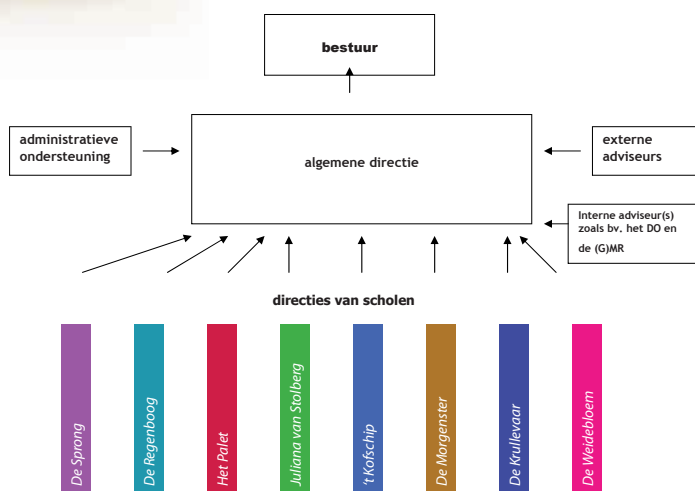 bestuur
administratieve
ondersteuning
algemene directie
externe
adviseurs
Interne adviseur(s)
zoals bv. het DO en
de (G)MR
directies van scholen
De Sprong
De Regenboog
Het Palet
Juliana van Stolberg
't Kofschip
De Morgenster
De Krullevaar
De Weidebloem